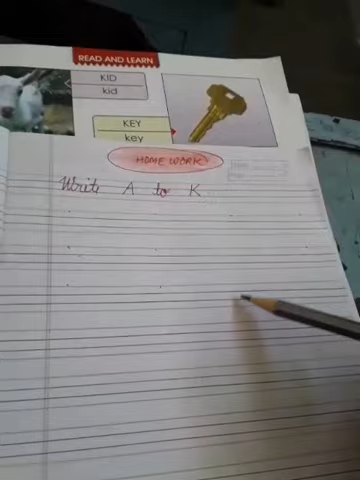 READ AND LEARN
KID
kid
KEY
key
HOME WORK
Write A to K